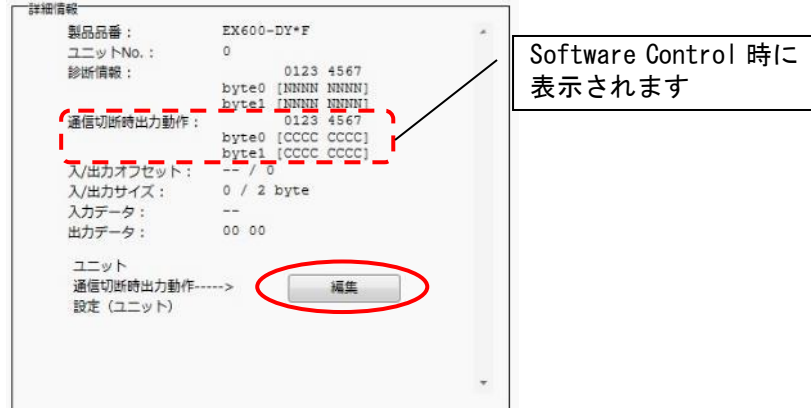 詳細情報
製品品番： EX600-DY*F
ユニットNo.： 0
診断情報： 0123 4567
byte0 [NNNN NNNN]
byte1 [NNNN NNNN]
通信切断時出力動作： 0123 4567
byte0 [CCCC CCCC]
byte1 [CCCC CCCC]
入/出力オフセット： -- / 0
入/出力サイズ： 0 / 2 byte
入力データ： --
出力データ： 00 00
ユニット
通信切断時出力動作-----> 編集
設定（ユニット）
Software Control 時に
表示されます